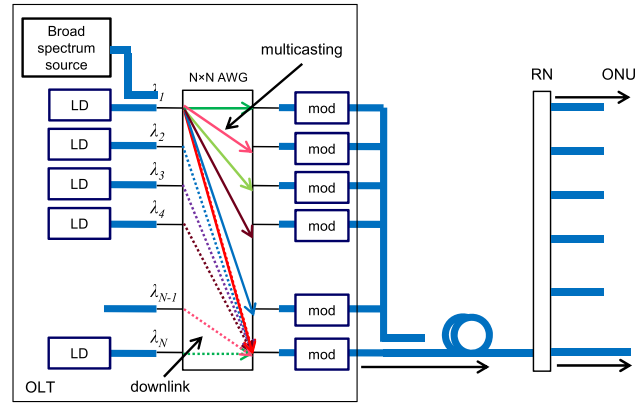 Broad
spectrum
source
multicasting
N×N AWG
RN
ONU
LD
λ1
mod
LD
λ2
mod
LD
λ3
mod
LD
λ4
mod
λN-1
mod
LD
λN
mod
OLT
downlink